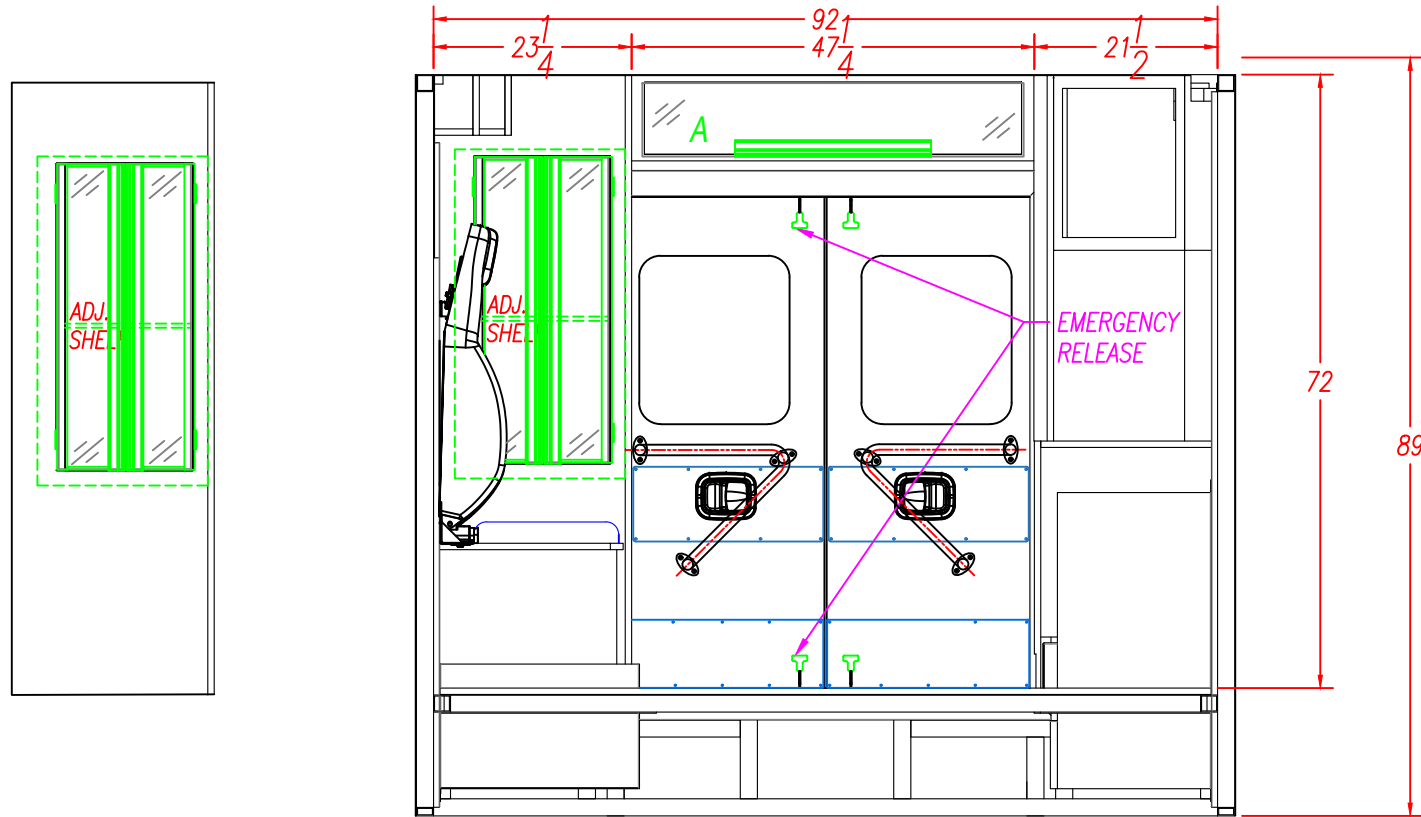 92 1
23 1/4
47 1/4
21 1/2
A
ADJ.
SHEL
ADJ.
SHEL
EMERGENCY
RELEASE
72
89